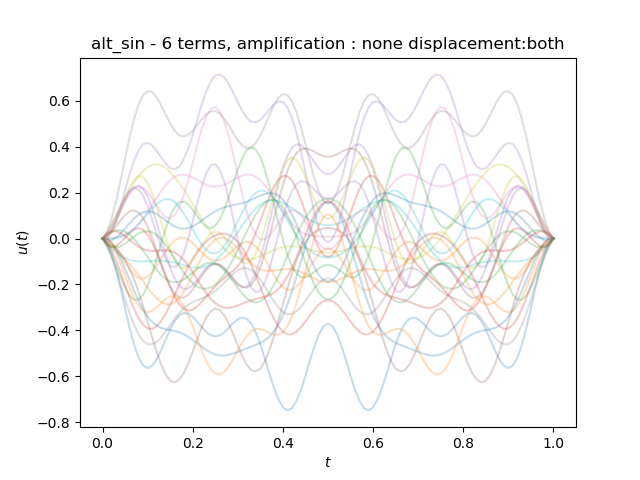 alt_sin - 6 terms, amplification : none displacement:both
u(t)
0.6
0.4
0.2
0.0
−0.2
−0.4
−0.6
−0.8
0.0 0.2 0.4 0.6 0.8 1.0
t